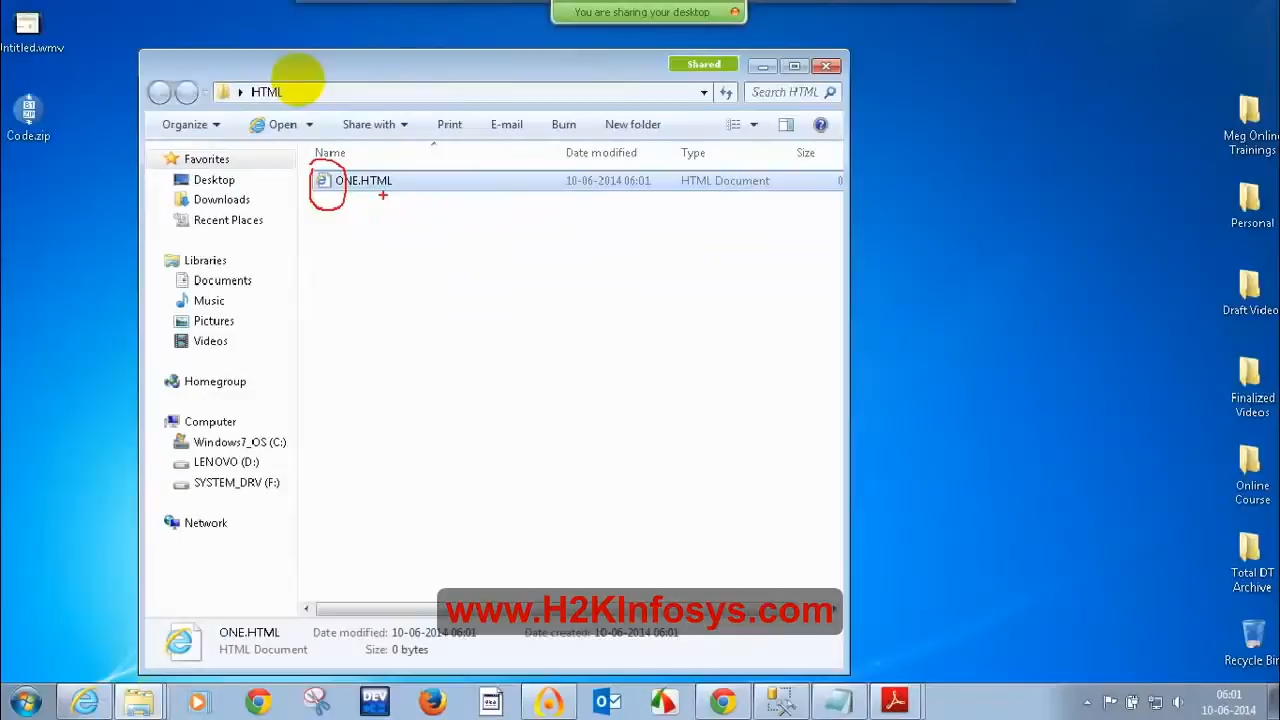 You are sharing your desktop
ntitled.wmv
Code.zip
Shared
HTML
Search HTML
Organize
Open
Share with
Print
E-mail
Burn
New folder
Name
Date modified
Type
Size
ONE.HTML
10-06-2014 06:01
HTML Document
0
Favorites
Desktop
Downloads
Recent Places
Libraries
Documents
Music
Pictures
Videos
Homegroup
Computer
Windows7_OS (C:)
LENOVO (D:)
SYSTEM_DRV (F:)
Network
Meg Online
Trainings
Personal
Draft Video
Finalized
Videos
Online
Course
Total DT
Archive
Recycle Bin
www.H2KInfosys.com
ONE.HTML
Date modified: 10-06-2014 06:01
Date created: 10-06-2014 06:01
HTML Document
Size: 0 bytes
DEV
06:01
10-06-2014